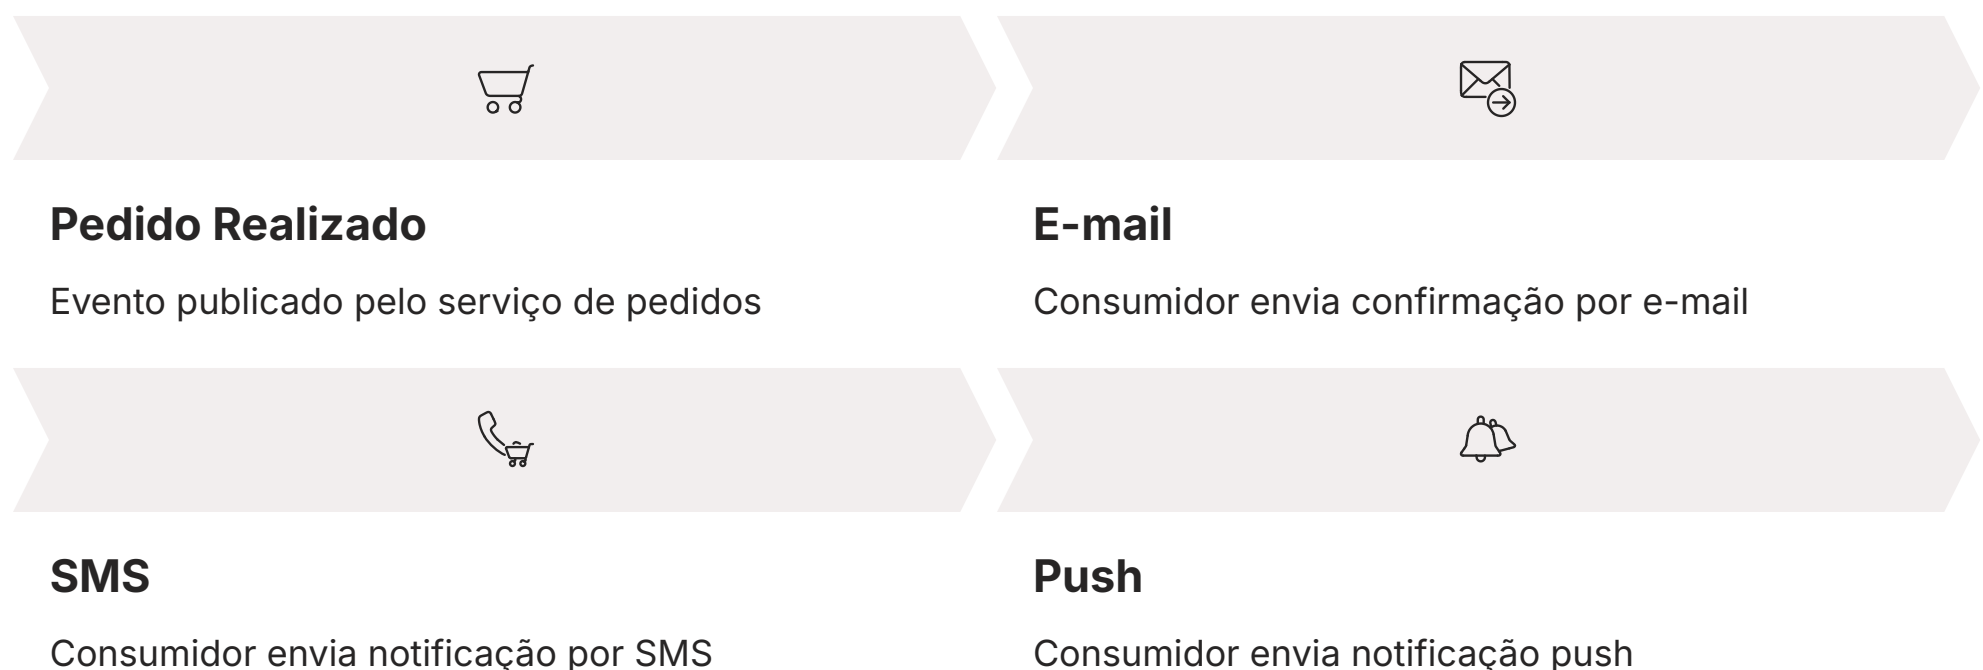 Pedido Realizado
Evento publicado pelo serviço de pedidos
E-mail
Consumidor envia confirmação por e-mail
SMS
Consumidor envia notificação por SMS
Push
Consumidor envia notificação push